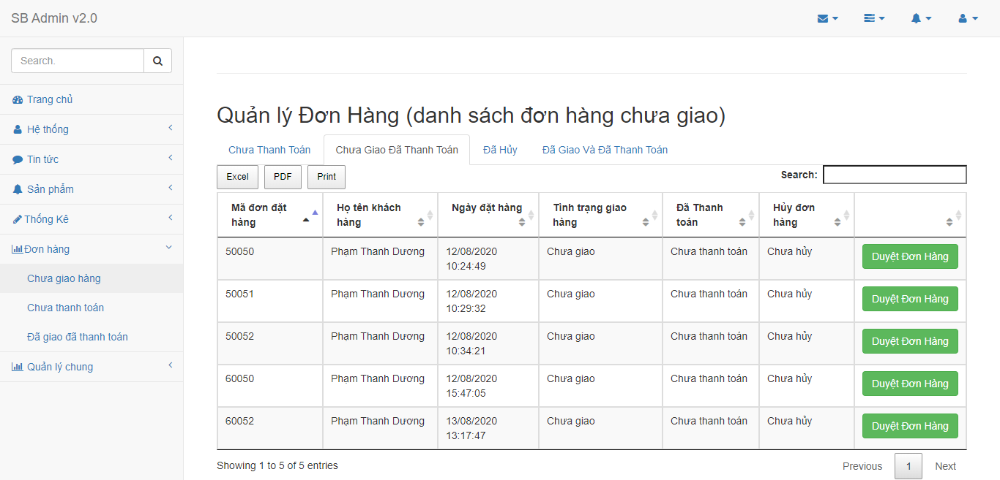 SB Admin v2.0
Search.
Trang chủ
Hệ thống
Tin tức
Sản phẩm
Thống Kê
Đơn hàng
Chưa giao hàng
Chưa thanh toán
Đã giao đã thanh toán
Quản lý chung
Quản lý Đơn Hàng (danh sách đơn hàng chưa giao)
Chưa Thanh Toán Chưa Giao Đã Thanh Toán Đã Hủy Đã Giao Và Đã Thanh Toán
Excel PDF Print Search:
Mã đơn đặt Họ tên khách Ngày đặt hàng Tình trạng giao Đã Thanh Hủy đơn
hàng hàng hàng toán hàng
50050 Phạm Thanh Dương 12/08/2020 Chưa giao Chưa thanh toán Chưa hủy Duyệt Đơn Hàng
10:24:49
50051 Phạm Thanh Dương 12/08/2020 Chưa giao Chưa thanh toán Chưa hủy Duyệt Đơn Hàng
10:29:32
50052 Phạm Thanh Dương 12/08/2020 Chưa giao Chưa thanh toán Chưa hủy Duyệt Đơn Hàng
10:34:21
60050 Phạm Thanh Dương 12/08/2020 Chưa giao Chưa thanh toán Chưa hủy Duyệt Đơn Hàng
15:47:05
60052 Phạm Thanh Dương 13/08/2020 Chưa giao Chưa thanh toán Chưa hủy Duyệt Đơn Hàng
13:17:47
Showing 1 to 5 of 5 entries Previous 1 Next